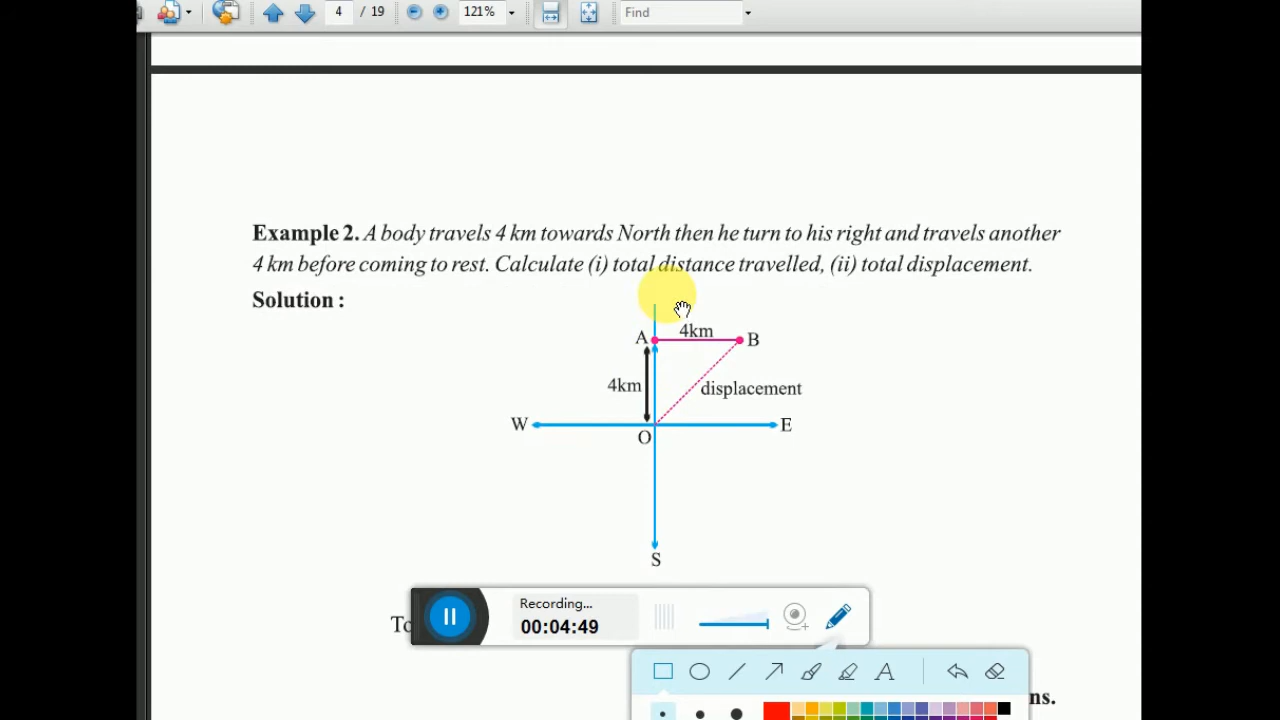 4 / 19 121% Find
Example 2. A body travels 4 km towards North then he turn to his right and travels another
4 km before coming to rest. Calculate (i) total distance travelled, (ii) total displacement.
Solution :
4km
A B
4km displacement
W E
O
S
Recording...
To
00:04:49
A
ns.